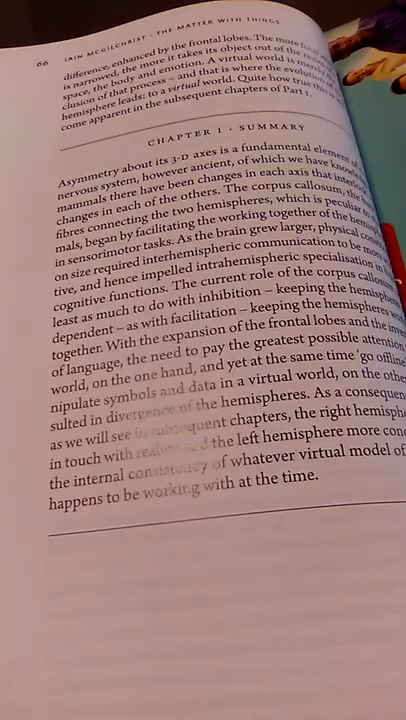 66 IAIN MCGILCHRIST · THE MATTER WITH THINGS
difference, enhanced by the frontal lobes. The more
is narrowed, the more it takes its object out of the
space, the body and emotion. A virtual world is merely
clusion of that process – and that is where the evolution of
hemisphere leads: to a virtual world. Quite how true this is
come apparent in the subsequent chapters of Part 1.
CHAPTER 1 · SUMMARY
Asymmetry about its 3-D axes is a fundamental element of
nervous system, however ancient, of which we have
mammals there have been changes in each axis that
changes in each of the others. The corpus callosum, the
fibres connecting the two hemispheres, which is peculiar to
mals, began by facilitating the working together of the
in sensorimotor tasks. As the brain grew larger, physical
on size required interhemispheric communication to be more
tive, and hence impelled intrahemispheric specialisation in
cognitive functions. The current role of the corpus
least as much to do with inhibition – keeping the
dependent – as with facilitation – keeping the hemispheres
together. With the expansion of the frontal lobes and the
of language, the need to pay the greatest possible attention
world, on the one hand, and yet at the same time 'go offline'
nipulate symbols and data in a virtual world, on the
sulted in divergence of the hemispheres. As a
as we will see in subsequent chapters, the right
in touch with the left hemisphere more
the internal consistency of whatever virtual model of
happens to be working with at the time.